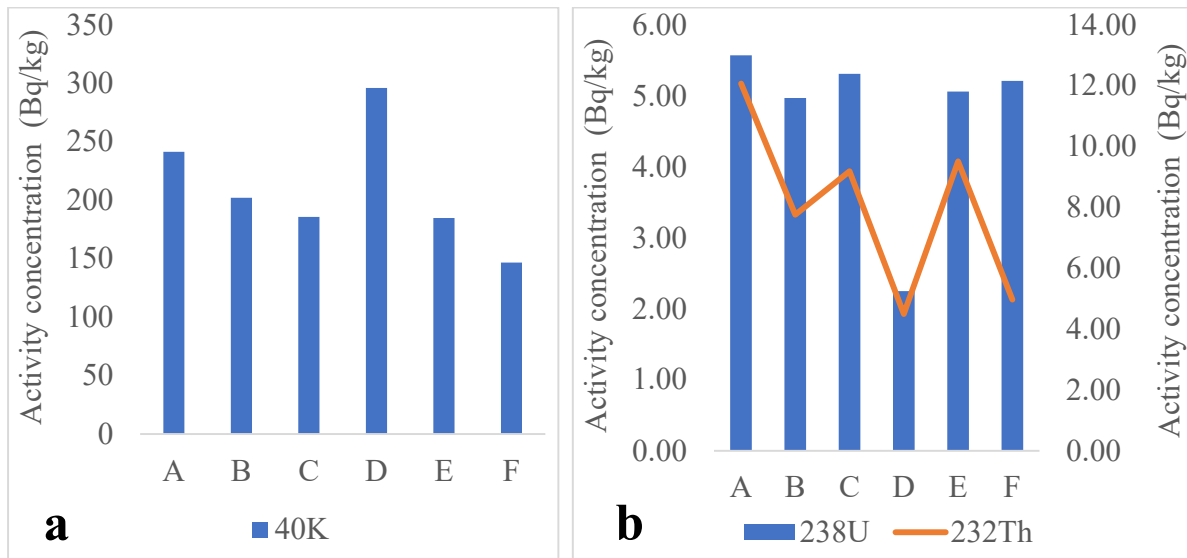 Activity concentration (Bq/kg)
350
300
250
200
150
100
50
0
A B C D E F
a
40K
Activity concentration (Bq/kg)
6.00
5.00
4.00
3.00
2.00
1.00
0.00
A B C D E F
14.00
12.00
10.00
8.00
6.00
4.00
2.00
0.00
Activity concentration (Bq/kg)
b
238U 232Th